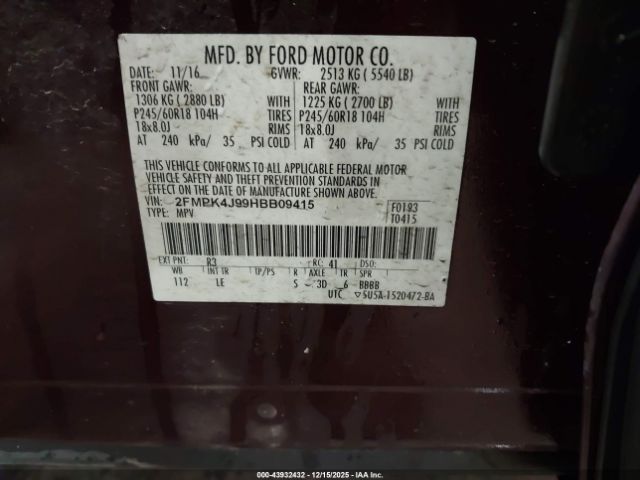 MFD. BY FORD MOTOR CO.
DATE: 11/16 GVWR: 2513 KG ( 5540 LB)
FRONT GAWR: REAR GAWR:
1306 KG ( 2880 LB) WITH 1225 KG ( 2700 LB) WITH
P245/60R18 104H TIRES P245/60R18 104H TIRES
18x8.0J RIMS 18x8.0J RIMS
AT 240 kPa/ 35 PSI COLD AT 240 kPa/ 35 PSI COLD
THIS VEHICLE CONFORMS TO ALL APPLICABLE FEDERAL MOTOR
VEHICLE SAFETY AND THEFT PREVENTION STANDARDS IN
EFFECT ON THE DATE OF MANUFACTURE SHOWN ABOVE.
VIN: 2FMPK4J99HBB09415 F0193
TYPE: MPV T0415
EXT PNT: R3 RC: 41 DSO:
WB INT TR TP/PS R AXLE TR SPR
112 LE S 3D 6 BBBB
UTC ▽5U5A-1520472-BA
000-43932432 - 12/15/2025 - IAAI.com